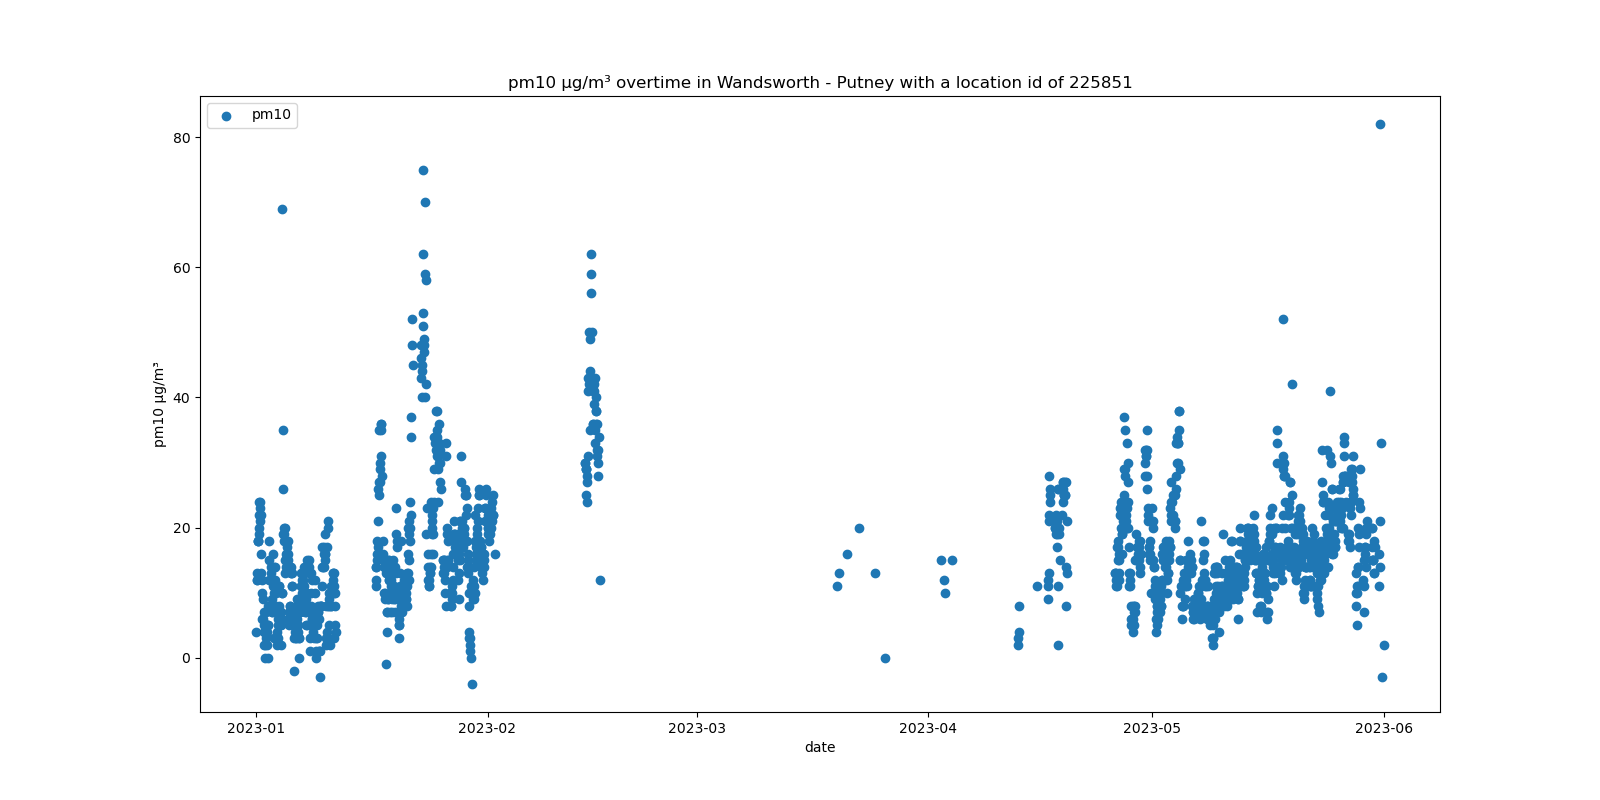 pm10 µg/m³ overtime in Wandsworth - Putney with a location id of 225851
pm10
80
60
40
20
0
pm10 µg/m³
2023-01
2023-02
2023-03
2023-04
2023-05
2023-06
date